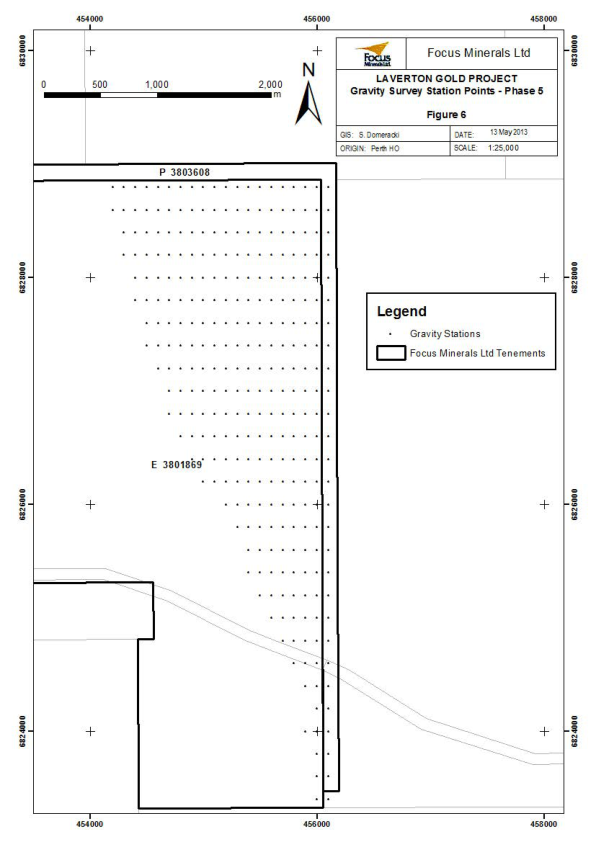 454000
456000
458000
6830000
6830000
0 500 1,000 2,000
m
N
Focus
Minerals Ltd.
Focus Minerals Ltd
LAVERTON GOLD PROJECT
Gravity Survey Station Points - Phase 5
Figure 6
GIS: S. Domeracki
DATE: 13 May 2013
ORIGIN: Perth HO
SCALE: 1:25,000
P 3803608
6828000
6828000
Legend
Gravity Stations
Focus Minerals Ltd Tenements
E 3801869
6826000
6826000
6824000
6824000
454000
456000
458000